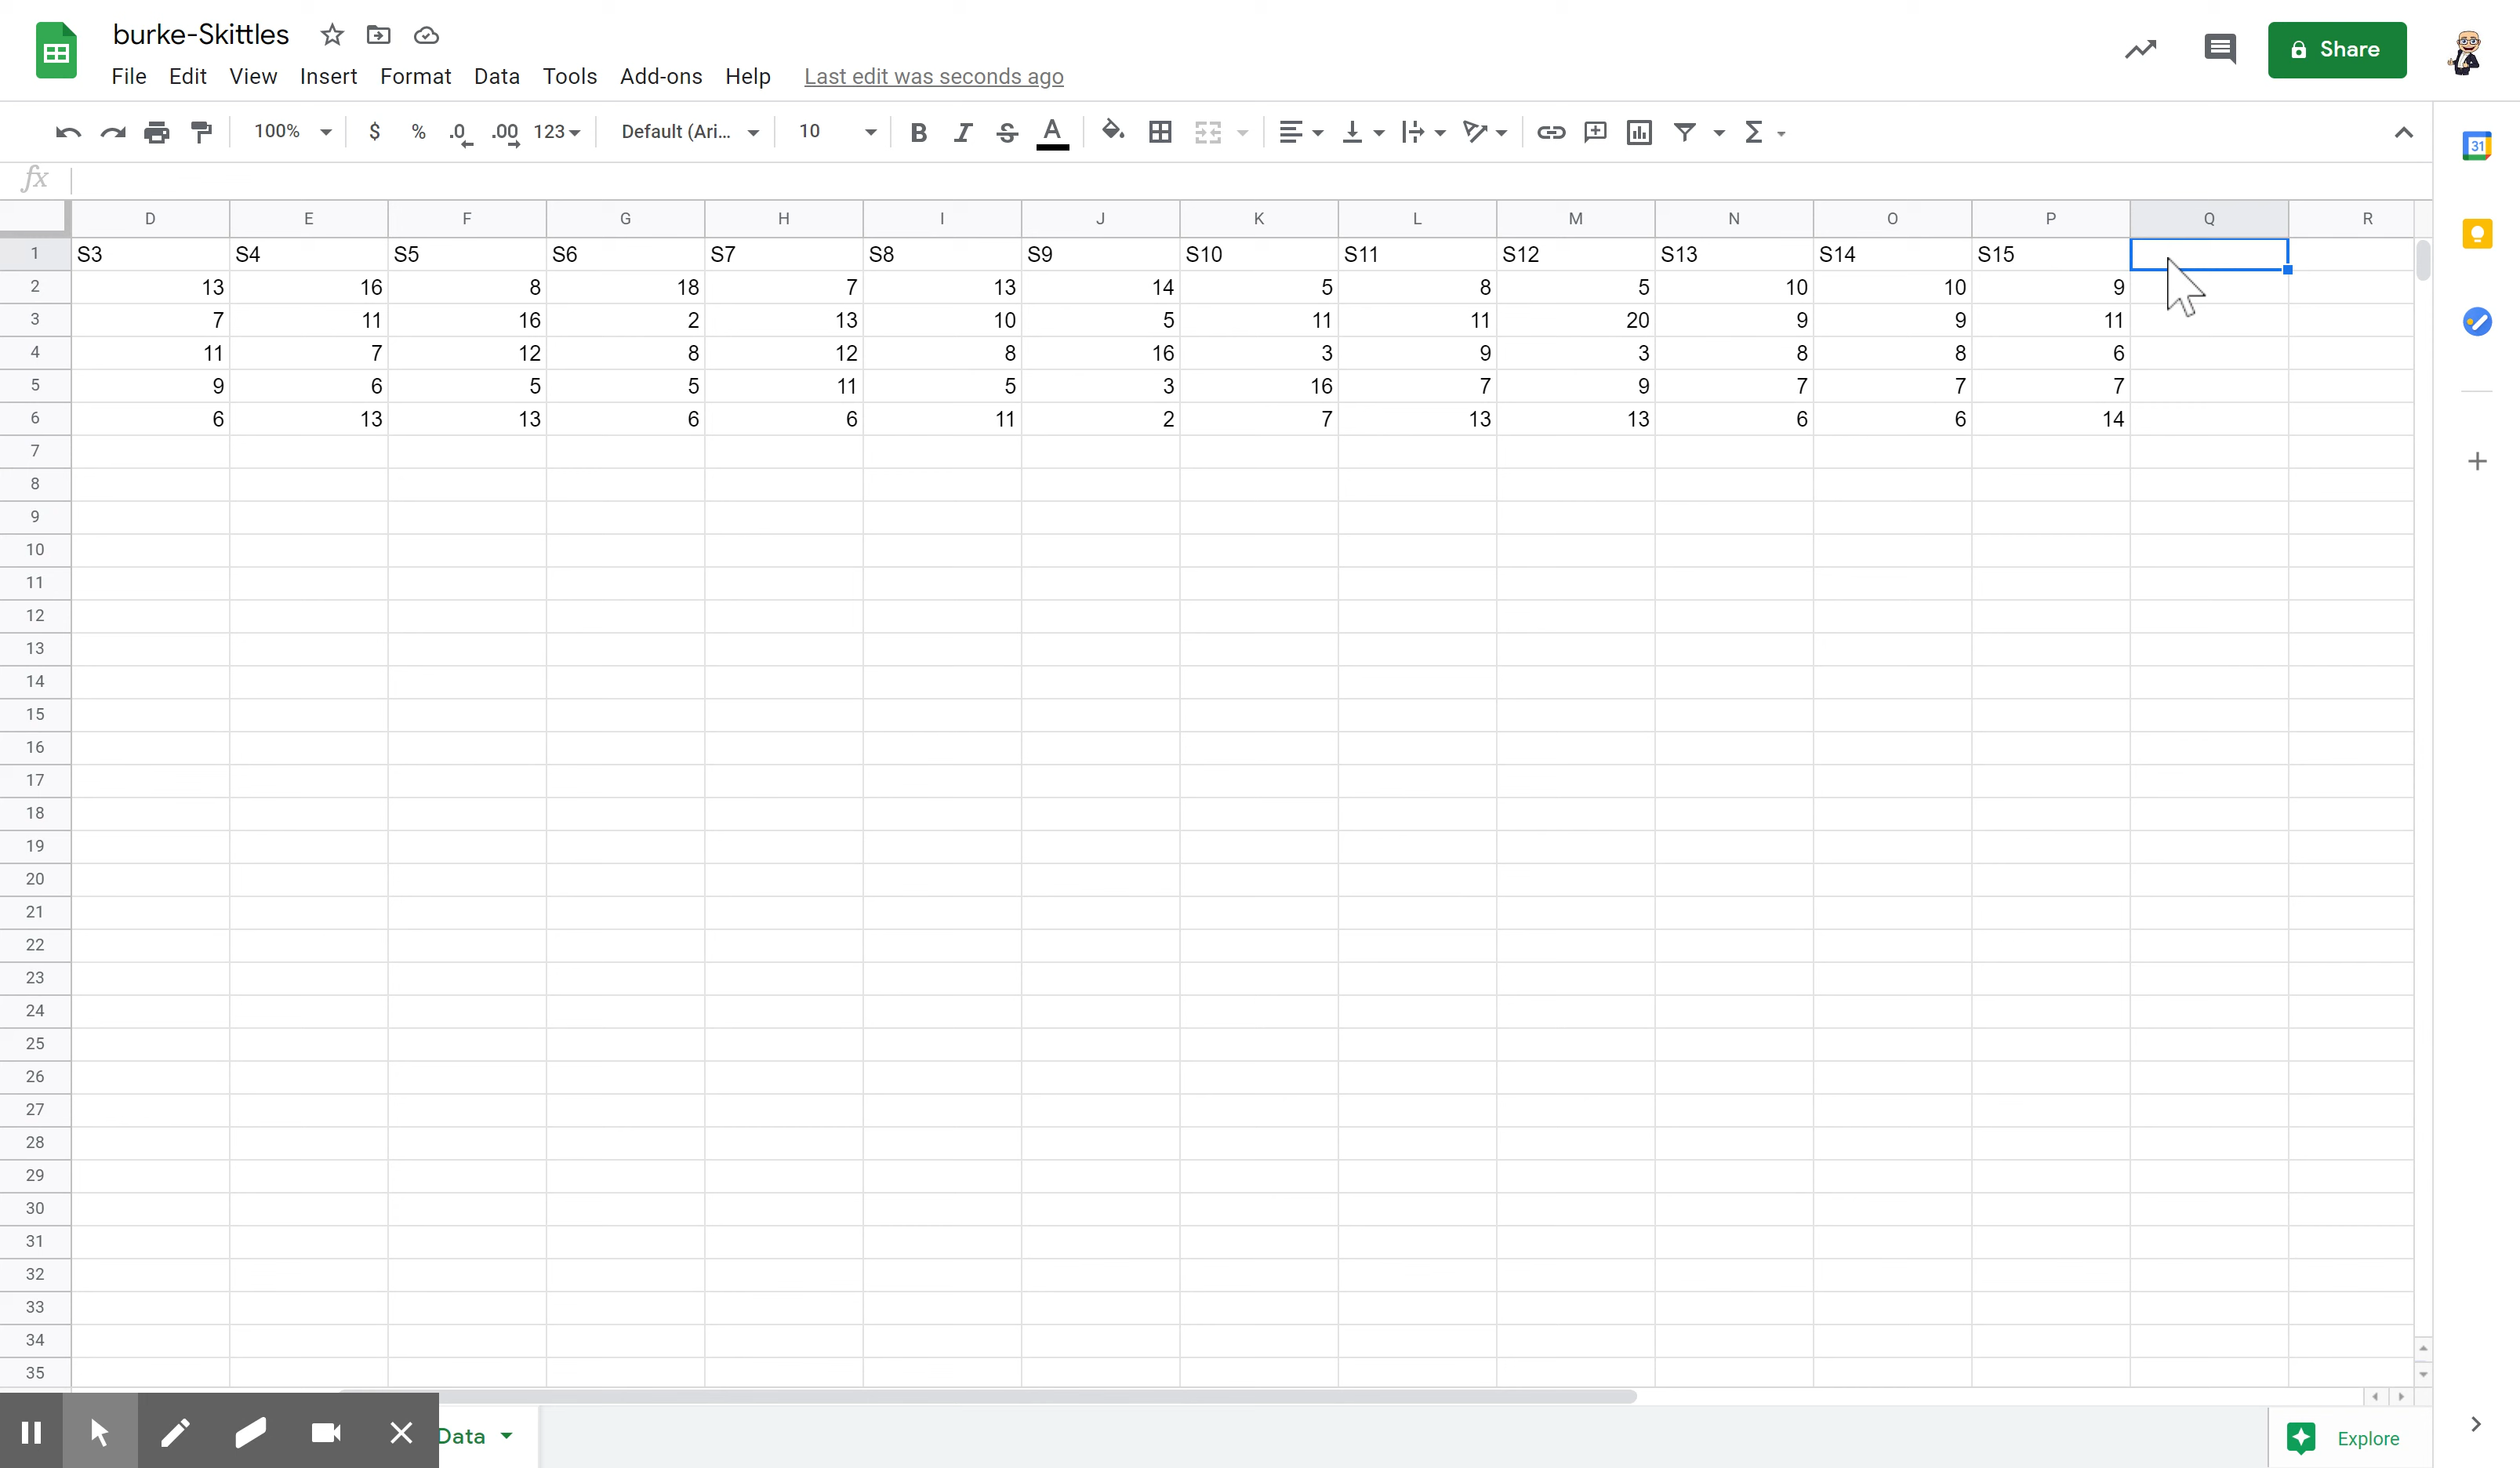 burke-Skittles
File Edit View Insert Format Data Tools Add-ons Help Last edit was seconds ago
Share
100% $ % .0 .00 123 Default (Ari... 10 B I S A Σ
31
fx
D E F G H I J K L M N O P Q R
1 S3 S4 S5 S6 S7 S8 S9 S10 S11 S12 S13 S14 S15
2 13 16 8 18 7 13 14 5 8 5 10 10 9
3 7 11 16 2 13 10 5 11 11 20 9 9 11
4 11 7 12 8 12 8 16 3 9 3 8 8 6
5 9 6 5 5 11 5 3 16 7 9 7 7 7
6 6 13 13 6 6 11 2 7 13 13 6 6 14
7
8
9
10
11
12
13
14
15
16
17
18
19
20
21
22
23
24
25
26
27
28
29
30
31
32
33
34
35
Data
Explore